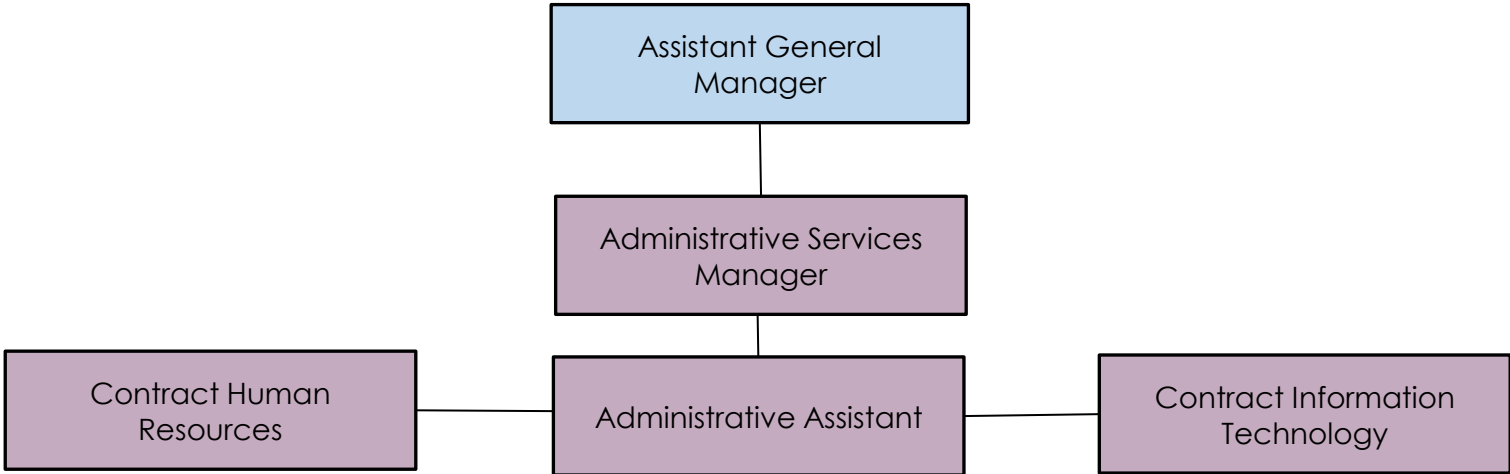 Assistant General
Manager
Administrative Services
Manager
Contract Human
Resources
Administrative Assistant
Contract Information
Technology